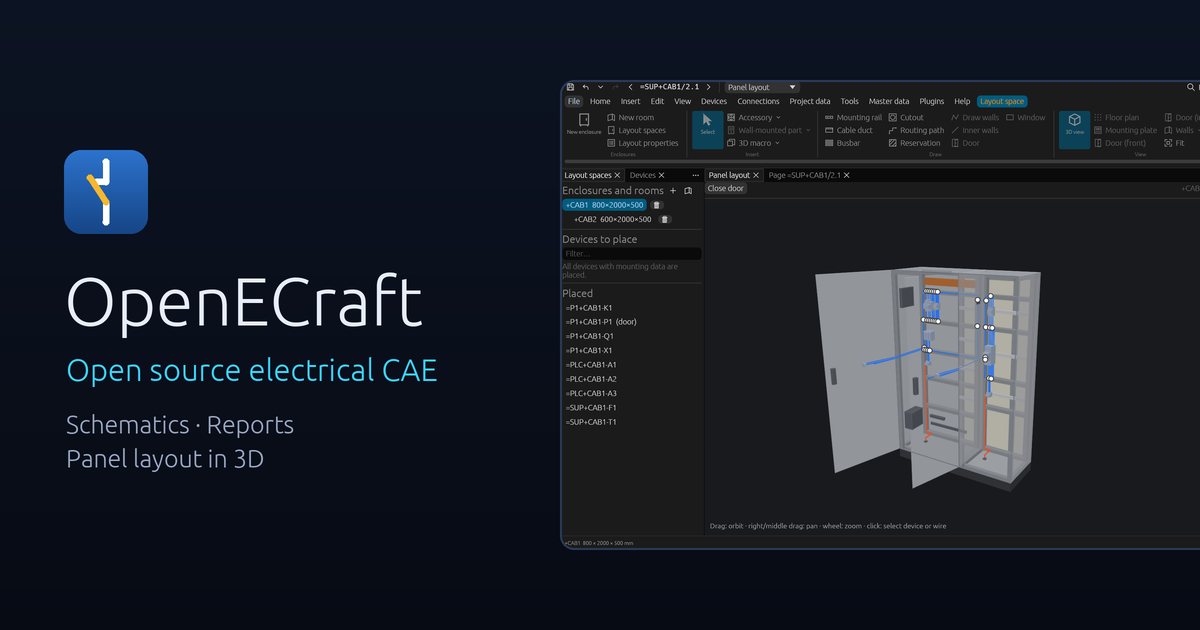 OpenECraft
Open source electrical CAE
Schematics · Reports
Panel layout in 3D
=SUP+CAB1/2.1 Panel layout
File Home Insert Edit View Devices Connections Project data Tools Master data Plugins Help Layout space
New enclosure
New room
Layout spaces
Layout properties
Enclosures
Select
Accessory
Wall-mounted part
3D macro
Insert
Mounting rail Cutout Draw walls Window
Cable duct Routing path Inner walls
Busbar Reservation Door
Draw
3D view
Floor plan Door (i
Mounting plate Walls
Door (front) Fit
View
Layout spaces Devices ... Panel layout Page =SUP+CAB1/2.1
Enclosures and rooms +
Close door
+CAB
+CAB1 800×2000×500
+CAB2 600×2000×500
Devices to place
Filter...
All devices with mounting data are
placed.
Placed
=P1+CAB1-K1
=P1+CAB1-P1 (door)
=P1+CAB1-Q1
=P1+CAB1-X1
=PLC+CAB1-A1
=PLC+CAB1-A2
=PLC+CAB1-A3
=SUP+CAB1-F1
=SUP+CAB1-T1
Drag: orbit · right/middle drag: pan · wheel: zoom · click: select device or wire
+CAB1 800 × 2000 × 500 mm